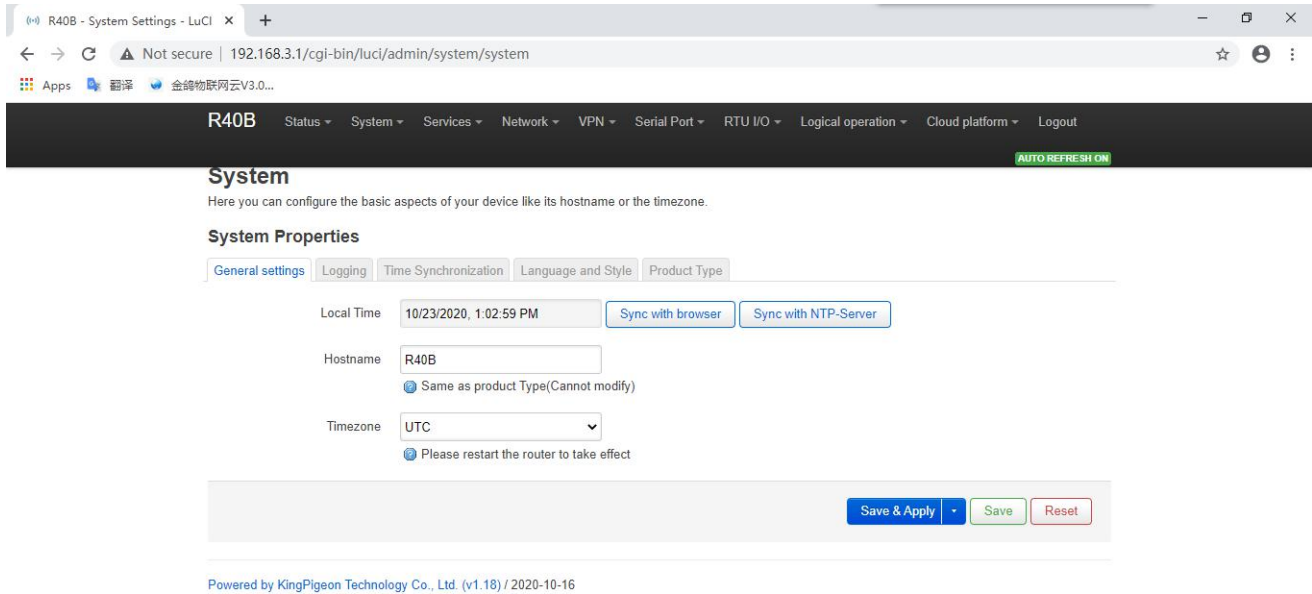 R40B - System Settings - LuCI
Not secure | 192.168.3.1/cgi-bin/luci/admin/system/system
Apps 翻译 金鸽物联网云V3.0...
R40B Status System Services Network VPN Serial Port RTU I/O Logical operation Cloud platform Logout
AUTO REFRESH ON
System
Here you can configure the basic aspects of your device like its hostname or the timezone.
System Properties
General settings Logging Time Synchronization Language and Style Product Type
Local Time 10/23/2020, 1:02:59 PM Sync with browser Sync with NTP-Server
Hostname R40B
Same as product Type(Cannot modify)
Timezone UTC
Please restart the router to take effect
Save & Apply Save Reset
Powered by KingPigeon Technology Co., Ltd. (v1.18) / 2020-10-16